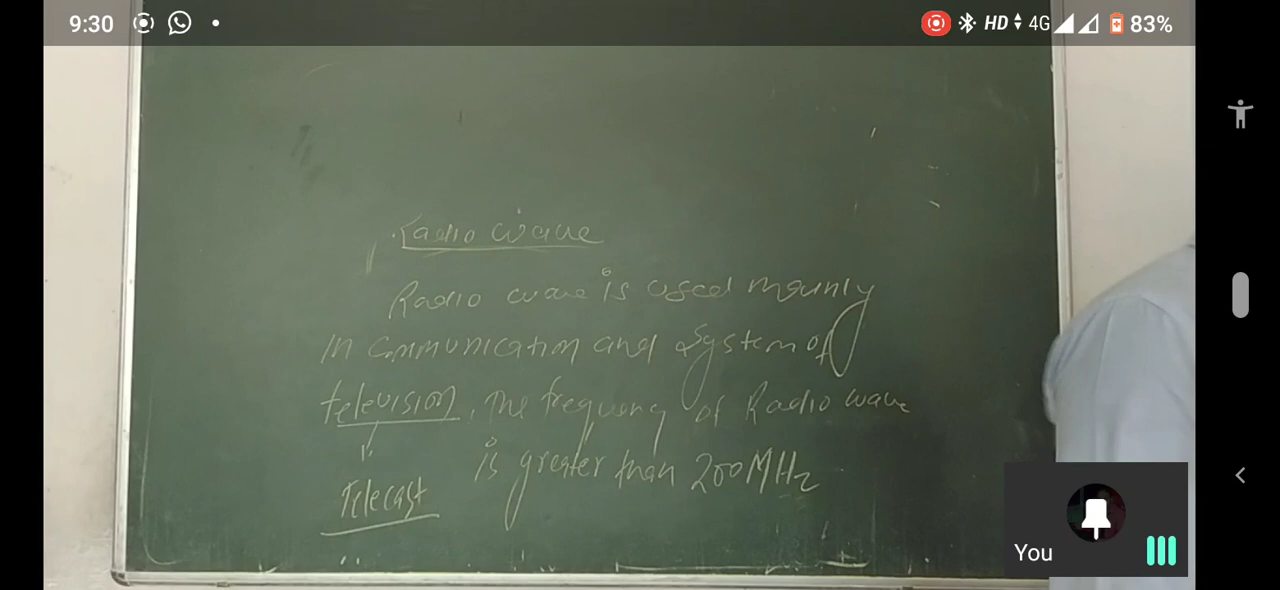 9:30
HD 4G 83%
Radio wave
Radio wave is used mainly
in communication and system of
television, The frequency of Radio wave
is greater than 200MHz
Telecast
You